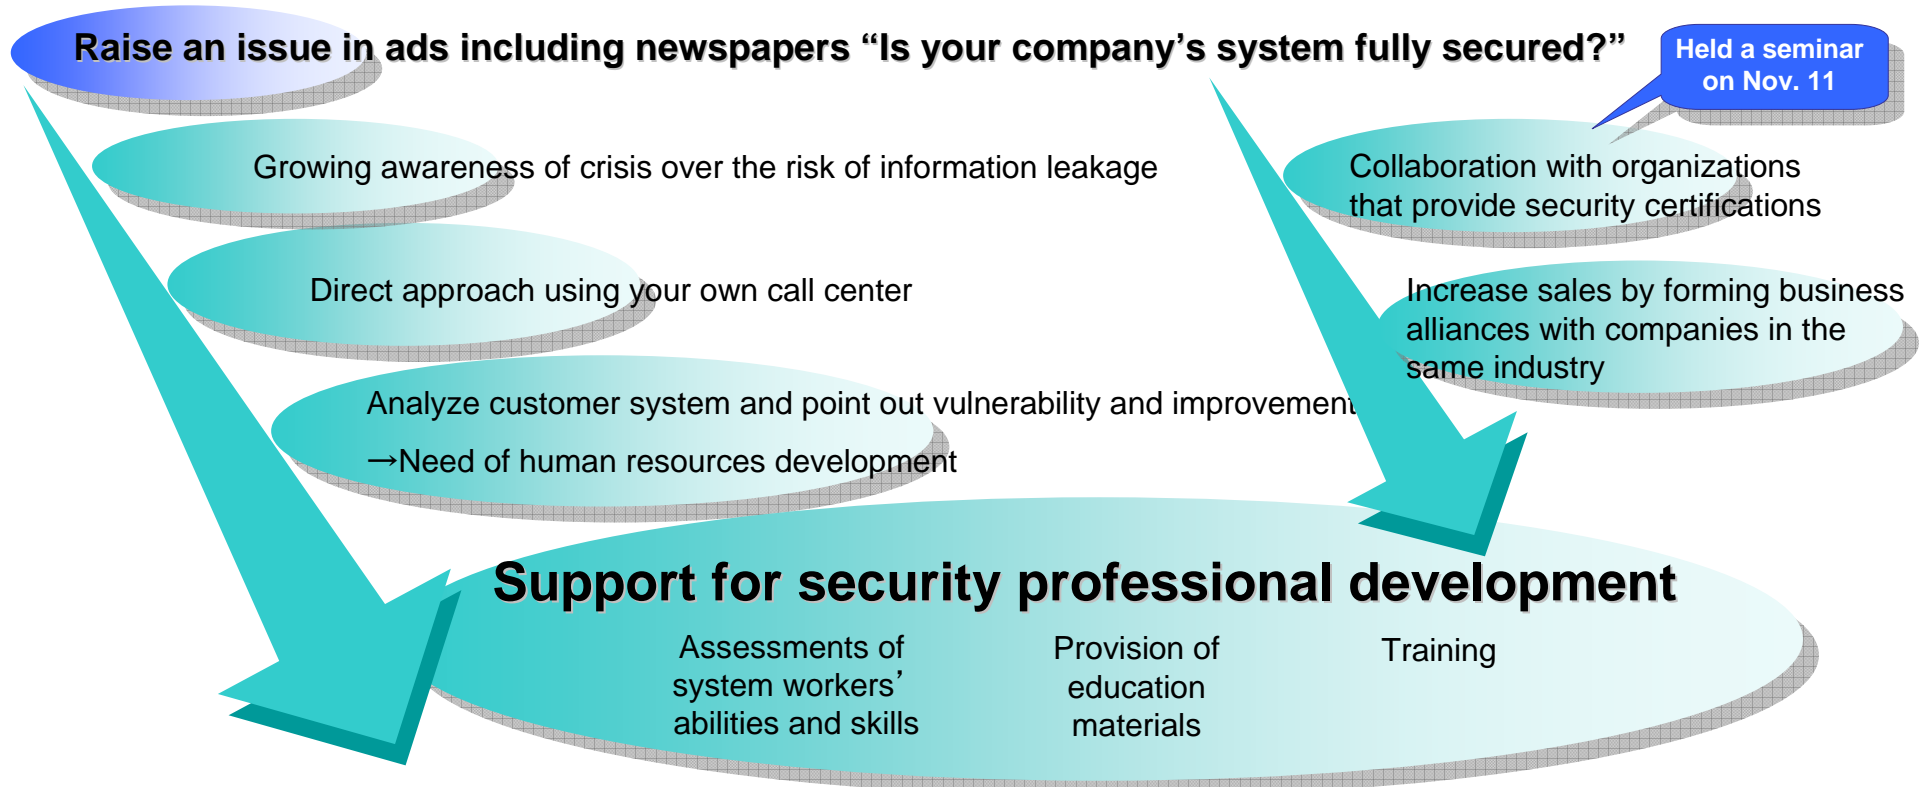 Raise an issue in ads including newspapers “Is your company’s system fully secured?”
Held a seminar
on Nov. 11
Growing awareness of crisis over the risk of information leakage
Collaboration with organizations
that provide security certifications
Direct approach using your own call center
Increase sales by forming business
alliances with companies in the
same industry
Analyze customer system and point out vulnerability and improvement
→Need of human resources development
Support for security professional development
Assessments of
system workers’
abilities and skills
Provision of
education
materials
Training